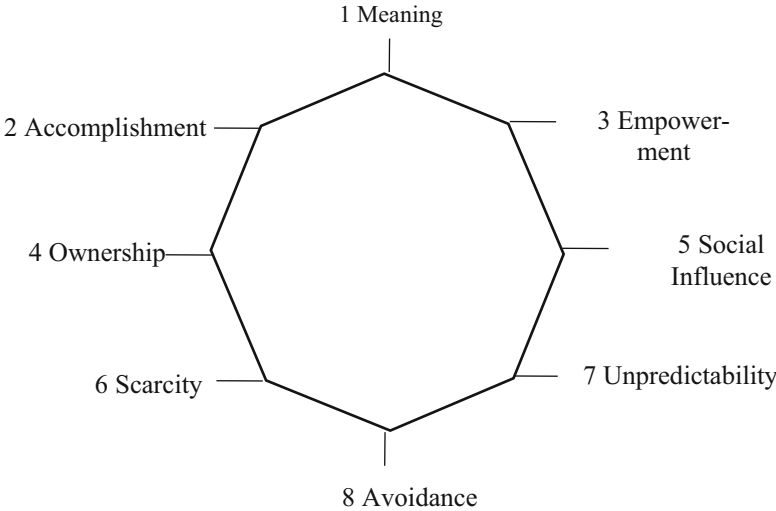 1 Meaning
2 Accomplishment
3 Empower-
ment
4 Ownership
5 Social
Influence
6 Scarcity
7 Unpredictability
8 Avoidance